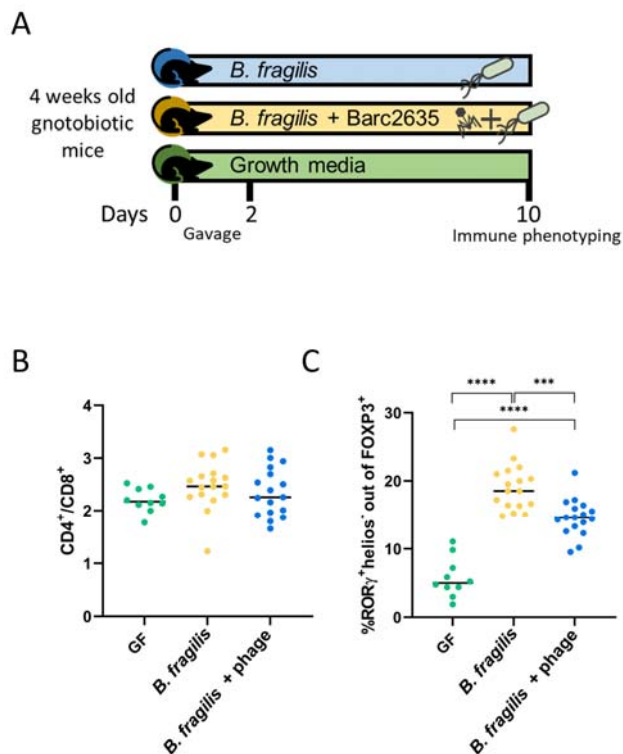 A
4 weeks old
gnotobiotic
mice
B. fragilis
B. fragilis + Barc2635
+
Growth media
Days 0 2 10
Gavage Immune phenotyping
B
CD4⁺/CD8⁺
4
3
2
1
0
GF
B. fragilis
B. fragilis + phage
C
%RORγ⁺helios⁻ out of FOXP3⁺
**** ***
****
30
20
10
0
GF
B. fragilis
B. fragilis + phage